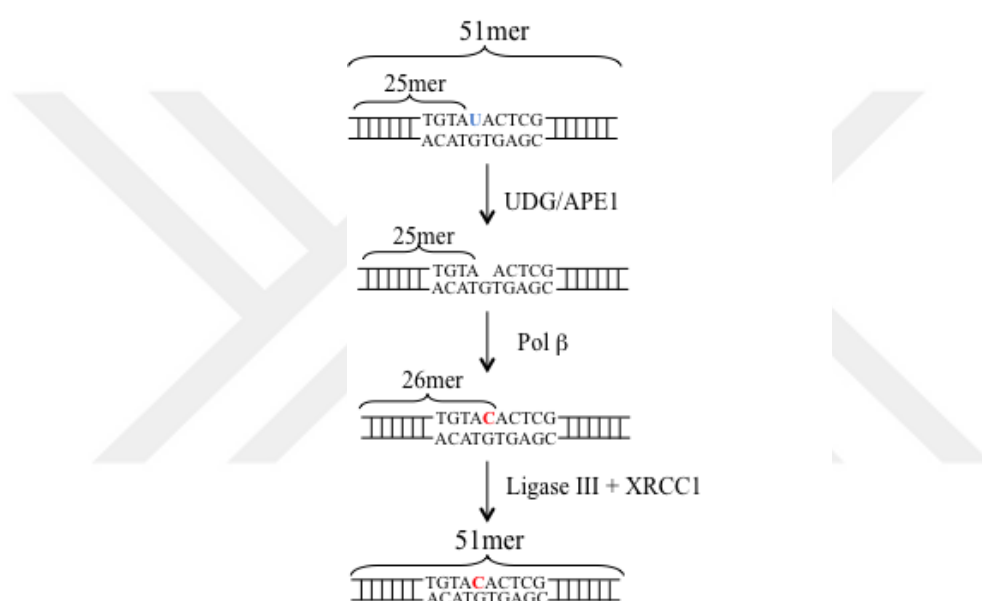 51mer
25mer
TGTAUACTCG
ACATGTGAGC
UDG/APE1
25mer
TGTA ACTCG
ACATGTGAGC
Pol β
26mer
TGTACACTCG
ACATGTGAGC
Ligase III + XRCC1
51mer
TGTACACTCG
ACATGTGAGC